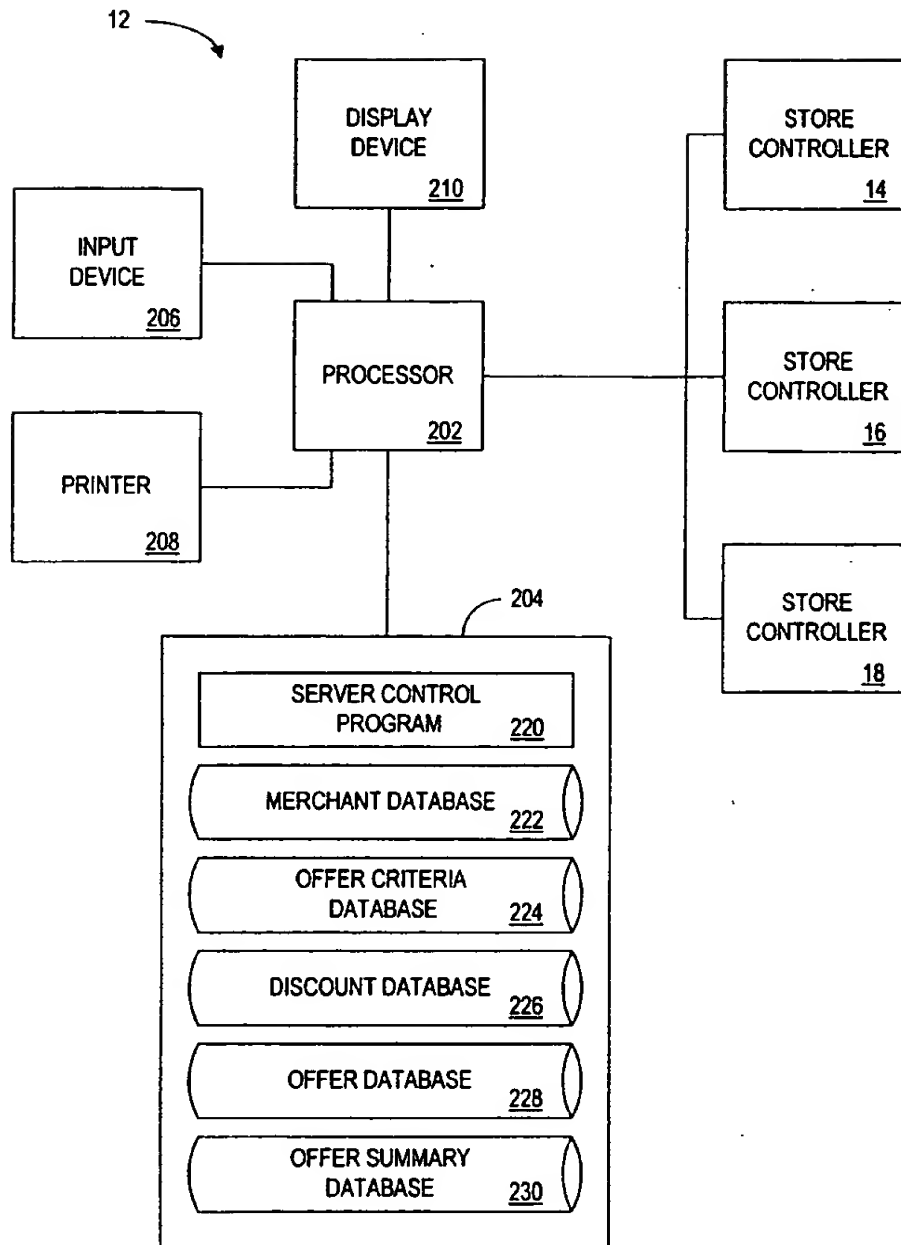 12
DISPLAY
DEVICE
210
STORE
CONTROLLER
14
INPUT
DEVICE
206
PROCESSOR
202
STORE
CONTROLLER
16
PRINTER
208
STORE
CONTROLLER
18
204
SERVER CONTROL
PROGRAM
220
MERCHANT DATABASE
222
OFFER CRITERIA
DATABASE
224
DISCOUNT DATABASE
226
OFFER DATABASE
228
OFFER SUMMARY
DATABASE
230